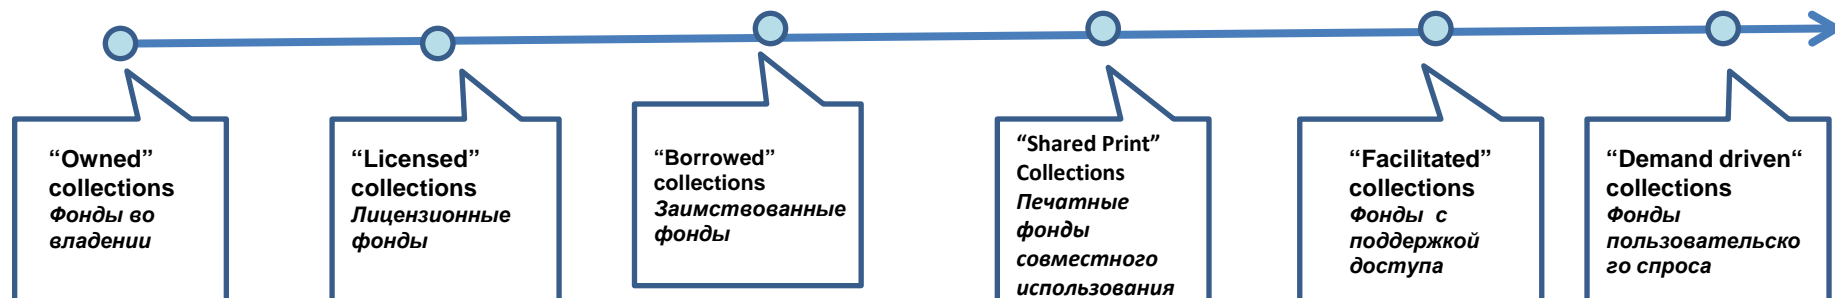 “Owned”
collections
Фонды во
владении
“Licensed”
collections
Лицензионные
фонды
“Borrowed”
collections
Заимствованные
фонды
“Shared Print”
Collections
Печатные
фонды
совместного
использования
“Facilitated”
collections
Фонды с
поддержкой
доступа
“Demand driven“
collections
Фонды
пользовательско
го спроса